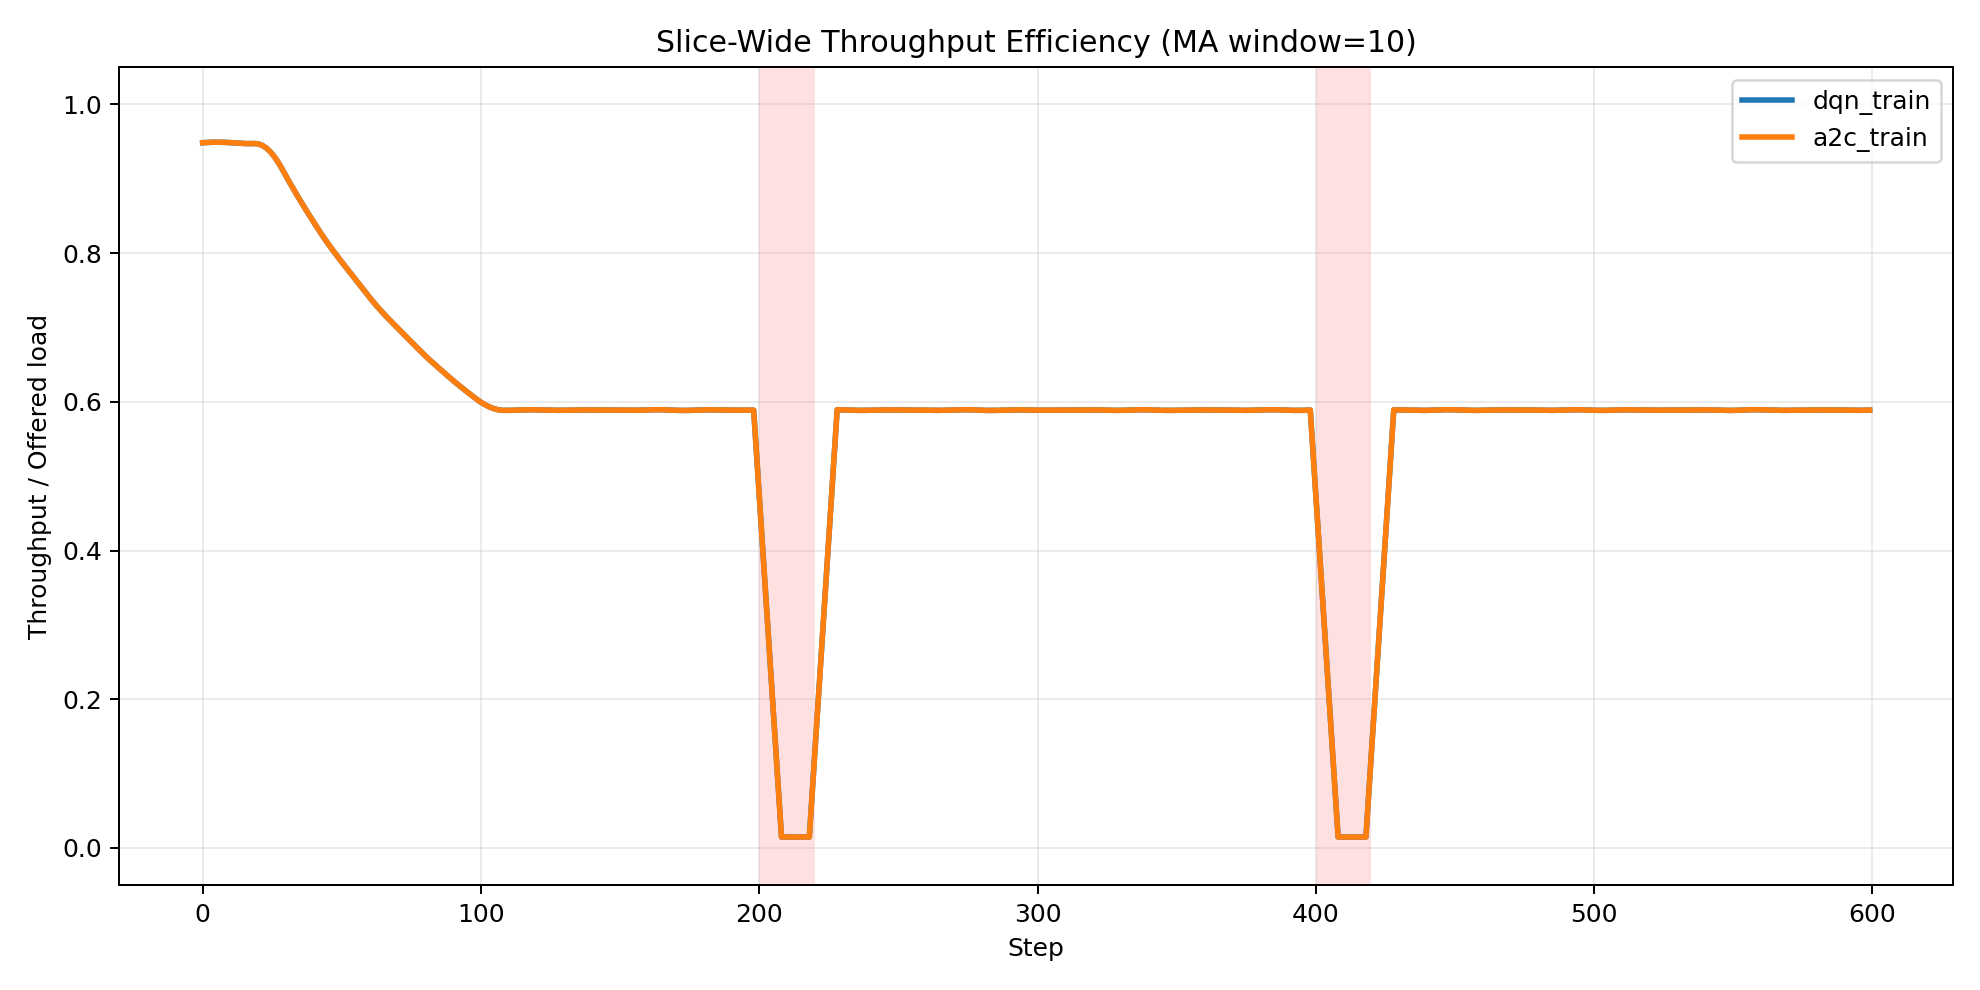 Slice-Wide Throughput Efficiency (MA window=10)
dqn_train
a2c_train
Throughput / Offered load
1.0
0.8
0.6
0.4
0.2
0.0
0
100
200
300
400
500
600
Step